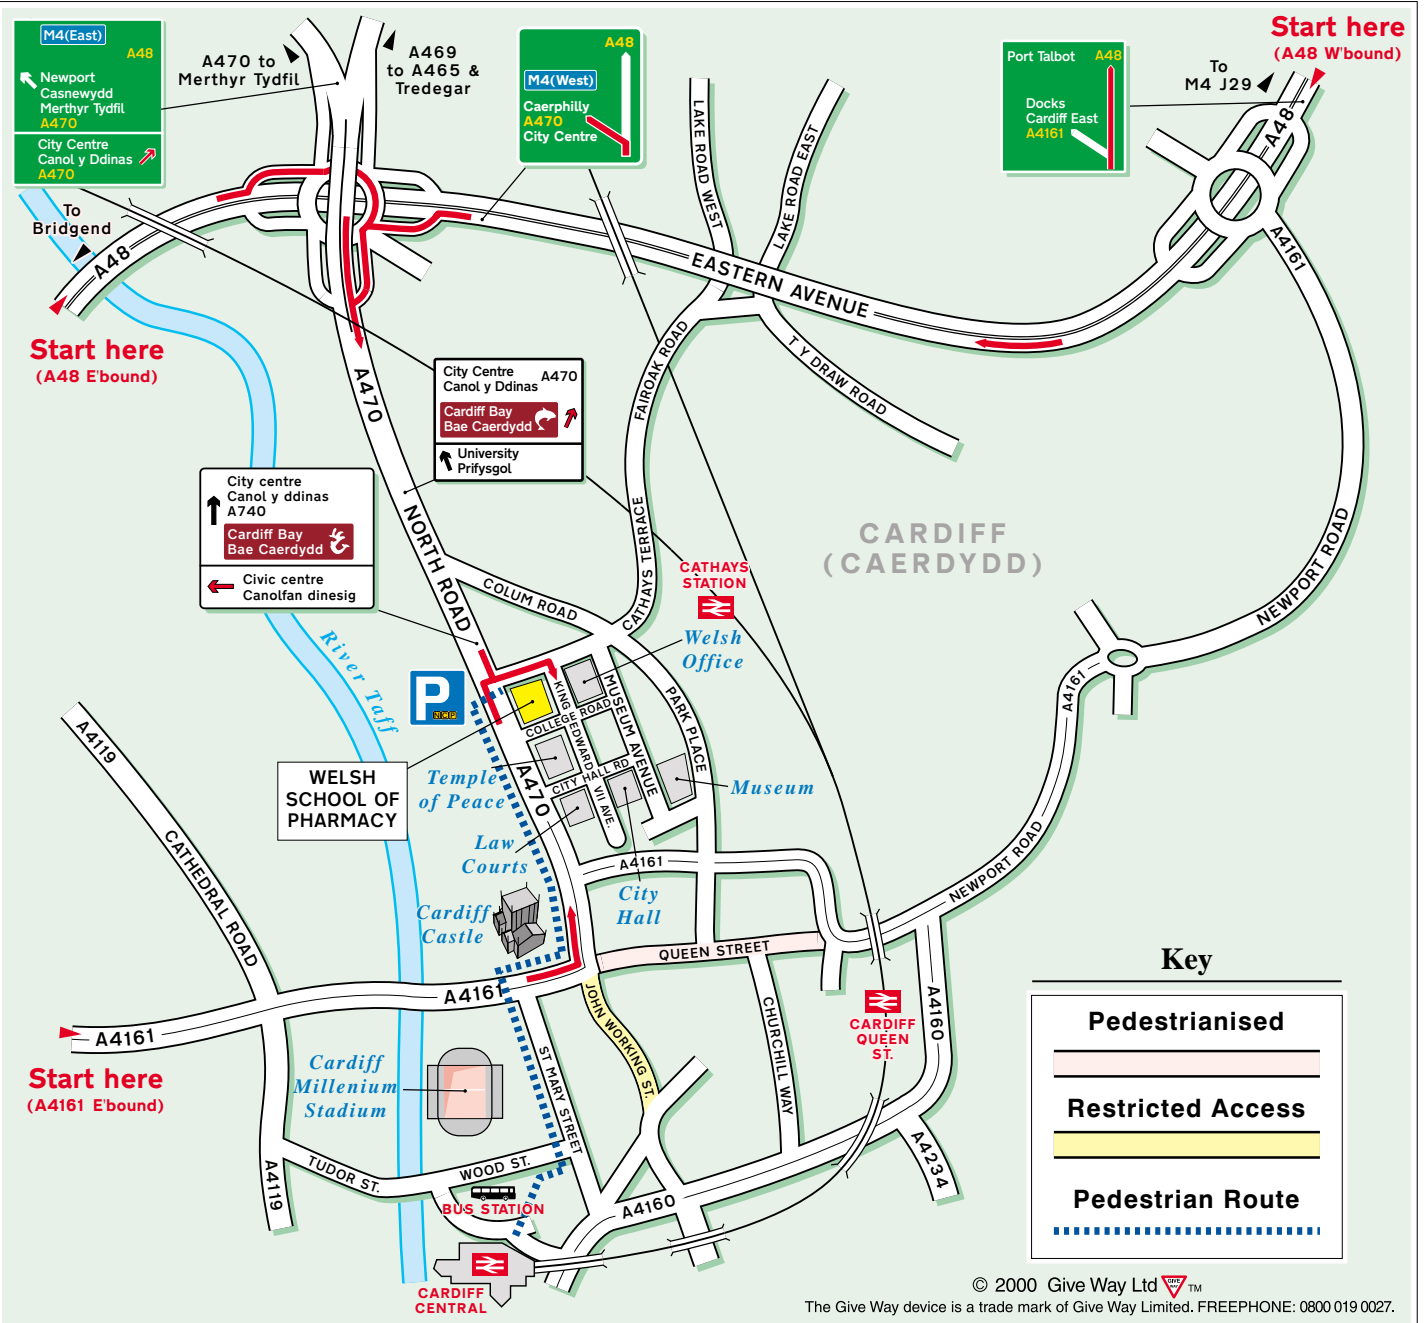 M4(East)
A48
Newport
Casnewydd
Merthyr Tydfil
A470
City Centre
Canol y Ddinas
A470
A470 to
Merthyr Tydfil
A469
to A465 &
Tredegar
A48
M4(West)
Caerphilly
A470
City Centre
Port Talbot
A48
Docks
Cardiff East
A4161
Start here
(A48 W'bound)
To
M4 J29
A48
A4161
To
Bridgend
A48
Start here
(A48 E'bound)
LAKE ROAD WEST
LAKE ROAD EAST
EASTERN AVENUE
FAIROAK ROAD
T Y DRAW ROAD
A470
City Centre
Canol y Ddinas
A470
Cardiff Bay
Bae Caerdydd
University
Prifysgol
City centre
Canol y ddinas
A740
Cardiff Bay
Bae Caerdydd
Civic centre
Canolfan dinesig
NORTH ROAD
CATHAYS TERRACE
COLUM ROAD
CATHAYS
STATION
CARDIFF
(CAERDYDD)
NEWPORT ROAD
River Taff
Welsh
Office
P
NCP
KING EDWARD VII AVE.
COLLEGE ROAD
MUSEUM AVENUE
PARK PLACE
CITY HALL RD
A4161
A4119
WELSH
SCHOOL OF
PHARMACY
Temple
of Peace
A470
Museum
Law
Courts
A4161
City
Hall
NEWPORT ROAD
CATHEDRAL ROAD
Cardiff
Castle
QUEEN STREET
A4161
A4161
JOHN WORKING ST.
CHURCHILL WAY
CARDIFF
QUEEN
ST.
A4160
Start here
(A4161 E'bound)
Cardiff
Millenium
Stadium
ST MARY STREET
A4119
TUDOR ST.
WOOD ST.
BUS STATION
A4160
A4234
CARDIFF
CENTRAL
Key
Pedestrianised
Restricted Access
Pedestrian Route
© 2000 Give Way Ltd GIVE WAY TM
The Give Way device is a trade mark of Give Way Limited. FREEPHONE: 0800 019 0027.